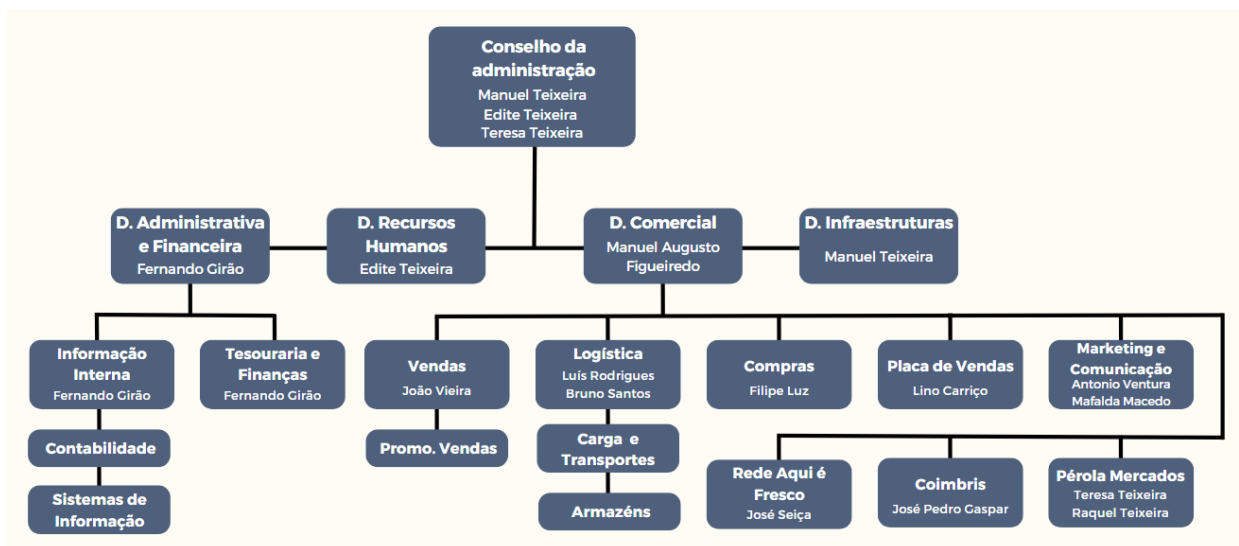 Conselho da
administração
Manuel Teixeira
Edite Teixeira
Teresa Teixeira
D. Administrativa
e Financeira
Fernando Girão
D. Recursos
Humanos
Edite Teixeira
D. Comercial
Manuel Augusto
Figueiredo
D. Infraestruturas
Manuel Teixeira
Informação
Interna
Fernando Girão
Tesouraria e
Finanças
Fernando Girão
Vendas
João Vieira
Logística
Luís Rodrigues
Bruno Santos
Compras
Filipe Luz
Placa de Vendas
Lino Carriço
Marketing e
Comunicação
Antonio Ventura
Mafalda Macedo
Contabilidade
Promo. Vendas
Carga e
Transportes
Sistemas de
Informação
Armazéns
Rede Aqui é
Fresco
José Seiça
Coimbris
José Pedro Gaspar
Pérola Mercados
Teresa Teixeira
Raquel Teixeira